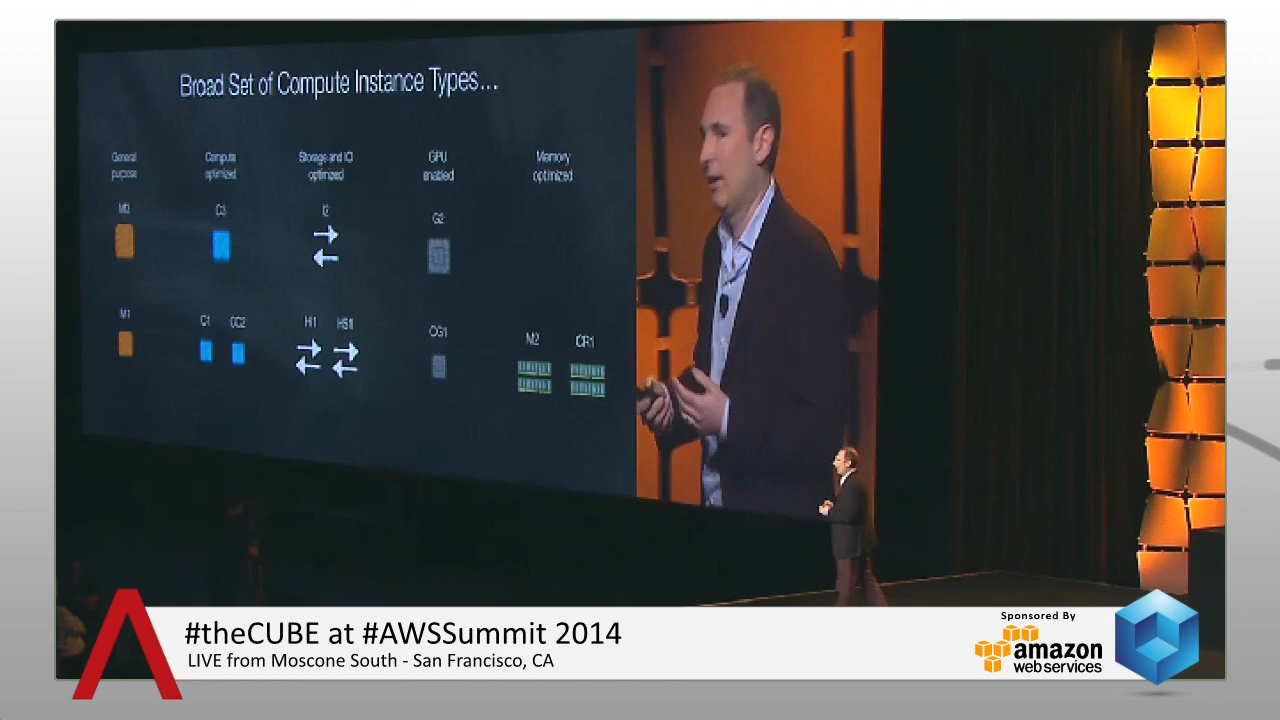 Broad Set of Compute Instance Types...
General
purpose
Compute
optimized
Storage and IO
optimized
GPU
enabled
Memory
optimized
M3
C3
I2
G2
M1
C1
CC2
HI1
HS1
CG1
M2
CR1
#theCUBE at #AWSSummit 2014
LIVE from Moscone South - San Francisco, CA
Sponsored By
amazon
web services